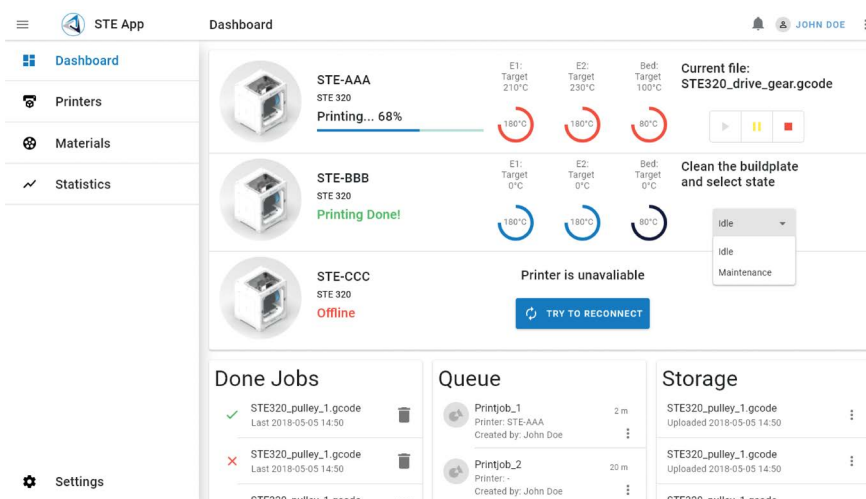 STE App
Dashboard
JOHN DOE
Dashboard
Printers
Materials
Statistics
Settings
STE-AAA
STE 320
Printing... 68%
E1:
Target
210°C
180°C
E2:
Target
230°C
180°C
Bed:
Target
100°C
80°C
Current file:
STE320_drive_gear.gcode
STE-BBB
STE 320
Printing Done!
E1:
Target
0°C
180°C
E2:
Target
0°C
180°C
Bed:
Target
0°C
80°C
Clean the buildplate
and select state
Idle
Idle
Maintenance
STE-CCC
STE 320
Offline
Printer is unavaliable
TRY TO RECONNECT
Done Jobs
STE320_pulley_1.gcode
Last 2018-05-05 14:50
STE320_pulley_1.gcode
Last 2018-05-05 14:50
STE320_pulley_1.gcode
Queue
Printjob_1
2 m
Printer: STE-AAA
Created by: John Doe
Printjob_2
20 m
Printer: -
Created by: John Doe
Storage
STE320_pulley_1.gcode
Uploaded 2018-05-05 14:50
STE320_pulley_1.gcode
Uploaded 2018-05-05 14:50
STE320_pulley_1.gcode